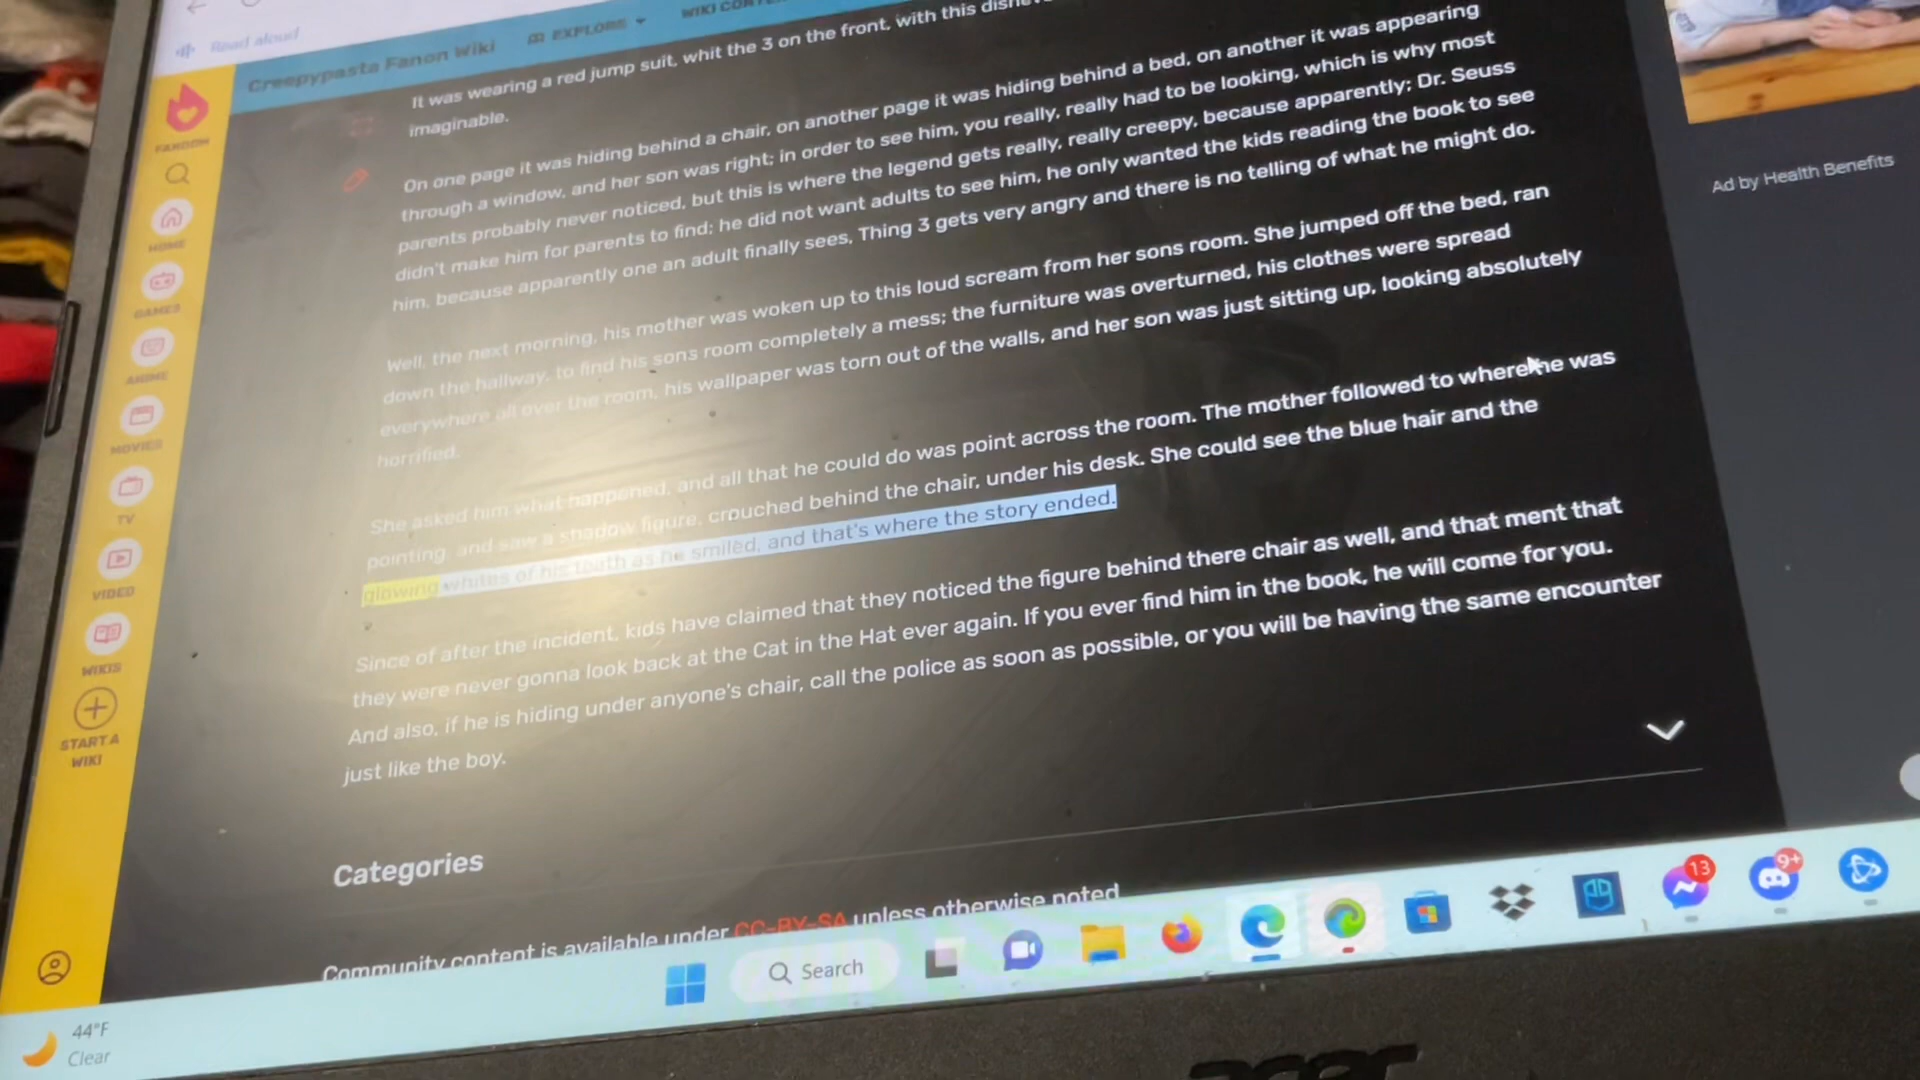 Read aloud
Creepypasta Fanon Wiki
EXPLORE
WIKI
It was wearing a red jump suit, whit the 3 on the front, with this
imaginable.
On one page it was hiding behind a chair, on another page it was hiding behind a bed, on another it was appearing
through a window, and her son was right; in order to see him, you really, really had to be looking, which is why most
parents probably never noticed, but this is where the legend gets really, really creepy, because apparently; Dr. Seuss
didn't make him for parents to find; he did not want adults to see him, he only wanted the kids reading the book to see
him, because apparently one an adult finally sees, Thing 3 gets very angry and there is no telling of what he might do.
Well, the next morning, his mother was woken up to this loud scream from her sons room. She jumped off the bed, ran
down the hallway, to find his sons room completely a mess; the furniture was overturned, his clothes were spread
everywhere all over the room, his wallpaper was torn out of the walls, and her son was just sitting up, looking absolutely
horrified.
She asked him what happened, and all that he could do was point across the room. The mother followed to where he was
pointing, and saw a shadow figure, crouched behind the chair, under his desk. She could see the blue hair and the
glowing whites of his teeth as he smiled, and that's where the story ended.
Since of after the incident, kids have claimed that they noticed the figure behind there chair as well, and that ment that
they were never gonna look back at the Cat in the Hat ever again. If you ever find him in the book, he will come for you.
And also, if he is hiding under anyone's chair, call the police as soon as possible, or you will be having the same encounter
just like the boy.
Categories
Community content is available under CC-BY-SA unless otherwise noted
FANDOM
HOME
GAMES
ANIME
MOVIES
TV
VIDEO
WIKIS
START A
WIKI
Ad by Health Benefits
44°F
Clear
Search
13
9+
acer